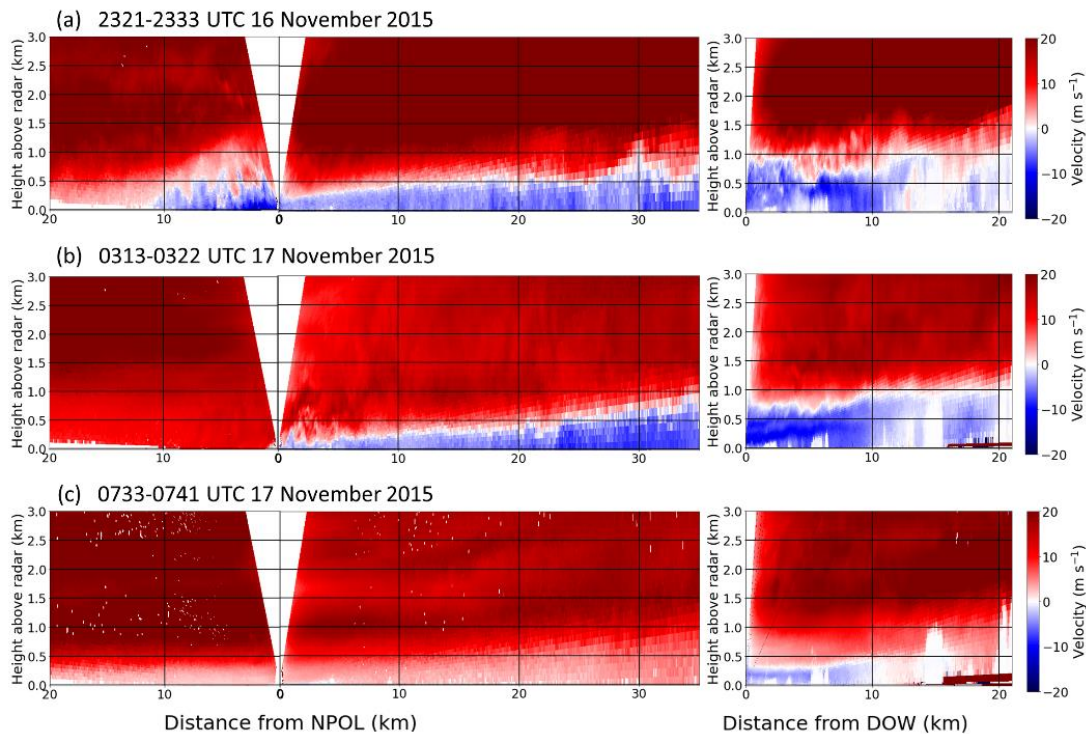 (a) 2321-2333 UTC 16 November 2015
Height above radar (km)
3.0
2.5
2.0
1.5
1.0
0.5
0.0
20 10 0 0 10 20 30
Height above radar (km)
3.0
2.5
2.0
1.5
1.0
0.5
0.0
0 10 20
20
10
0
−10
−20
Velocity (m s⁻¹)
(b) 0313-0322 UTC 17 November 2015
Height above radar (km)
3.0
2.5
2.0
1.5
1.0
0.5
0.0
20 10 0 0 10 20 30
Height above radar (km)
3.0
2.5
2.0
1.5
1.0
0.5
0.0
0 10 20
20
10
0
−10
−20
Velocity (m s⁻¹)
(c) 0733-0741 UTC 17 November 2015
Height above radar (km)
3.0
2.5
2.0
1.5
1.0
0.5
0.0
20 10 0 0 10 20 30
Height above radar (km)
3.0
2.5
2.0
1.5
1.0
0.5
0.0
0 10 20
20
10
0
−10
−20
Velocity (m s⁻¹)
Distance from NPOL (km)
Distance from DOW (km)